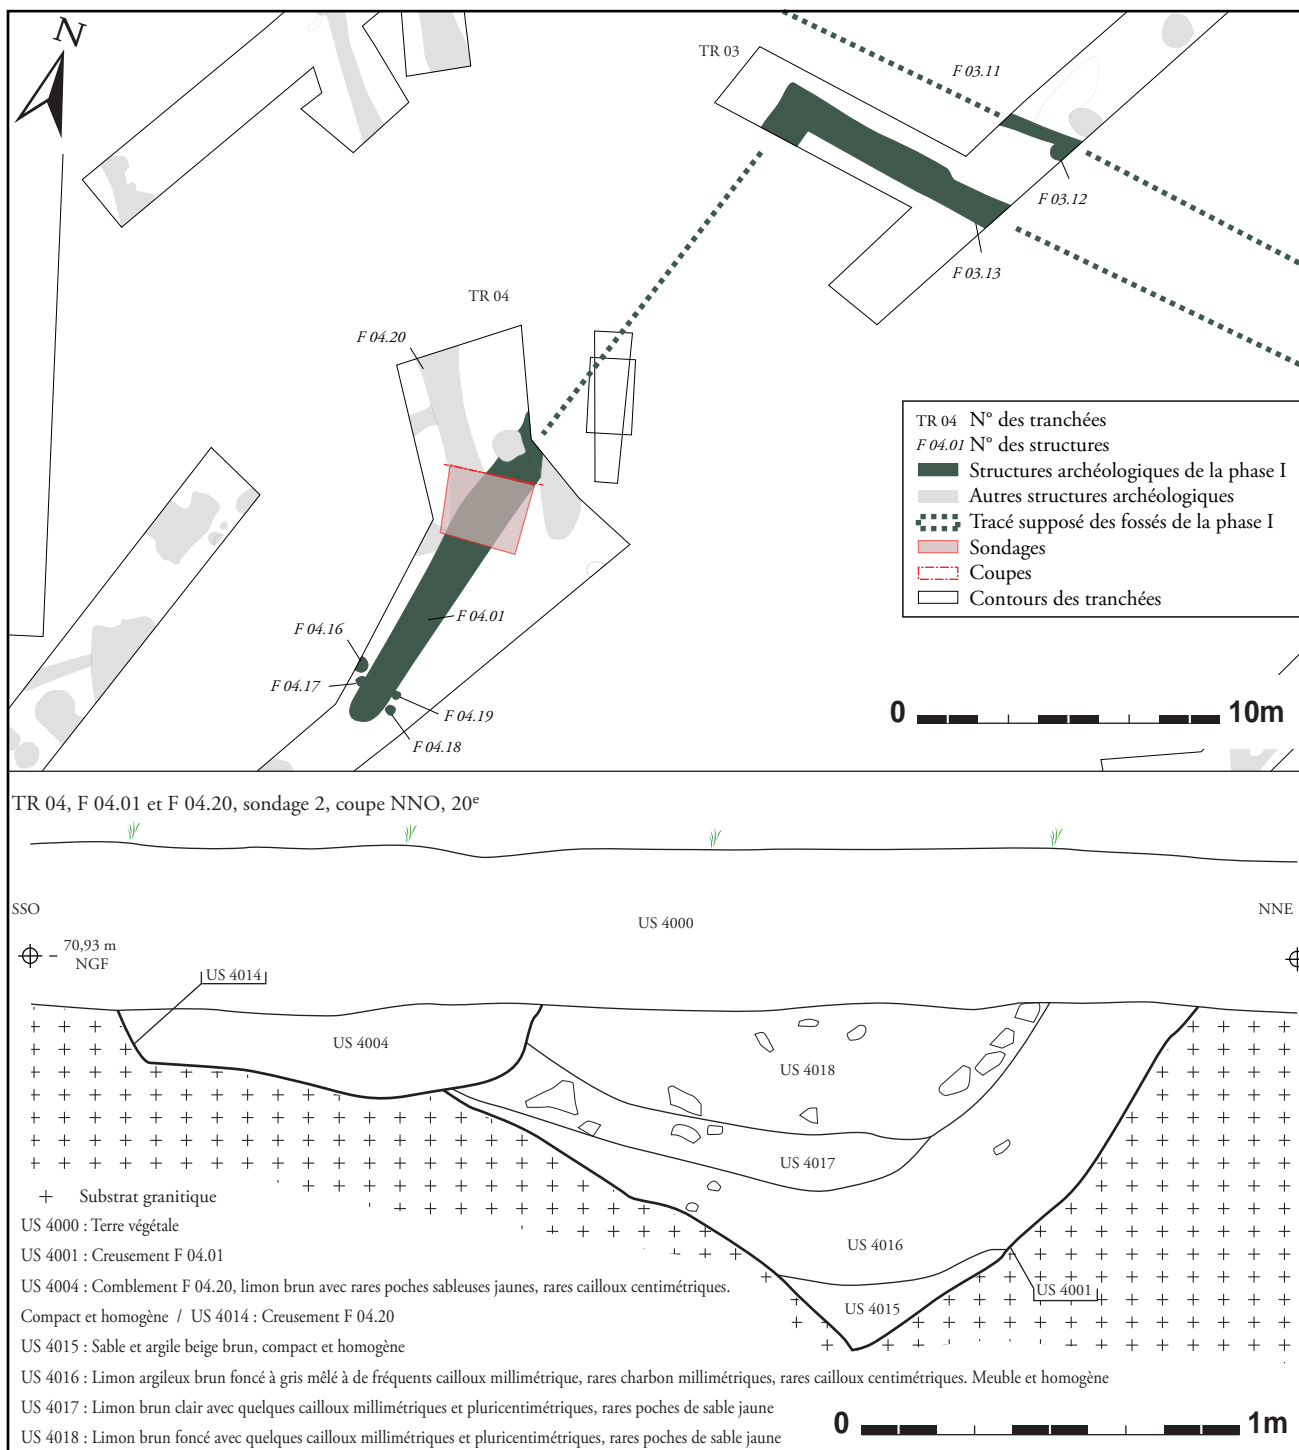 N
TR 03
F 03.11
F 03.12
F 03.13
TR 04
F 04.20
F 04.01
F 04.16
F 04.17
F 04.19
F 04.18
TR 04 N° des tranchées
F 04.01 N° des structures
Structures archéologiques de la phase I
Autres structures archéologiques
Tracé supposé des fossés de la phase I
Sondages
Coupes
Contours des tranchées
0 10m
TR 04, F 04.01 et F 04.20, sondage 2, coupe NNO, 20e
SSO
NNE
US 4000
70,93 m
NGF
US 4014
US 4004
US 4018
US 4017
US 4016
US 4001
US 4015
+ Substrat granitique
US 4000 : Terre végétale
US 4001 : Creusement F 04.01
US 4004 : Comblement F 04.20, limon brun avec rares poches sableuses jaunes, rares cailloux centimétriques.
Compact et homogène / US 4014 : Creusement F 04.20
US 4015 : Sable et argile beige brun, compact et homogène
US 4016 : Limon argileux brun foncé à gris mêlé à de fréquents cailloux millimétrique, rares charbon millimétriques, rares cailloux centimétriques. Meuble et homogène
US 4017 : Limon brun clair avec quelques cailloux millimétriques et pluricentimétriques, rares poches de sable jaune
US 4018 : Limon brun foncé avec quelques cailloux millimétriques et pluricentimétriques, rares poches de sable jaune
0 1m